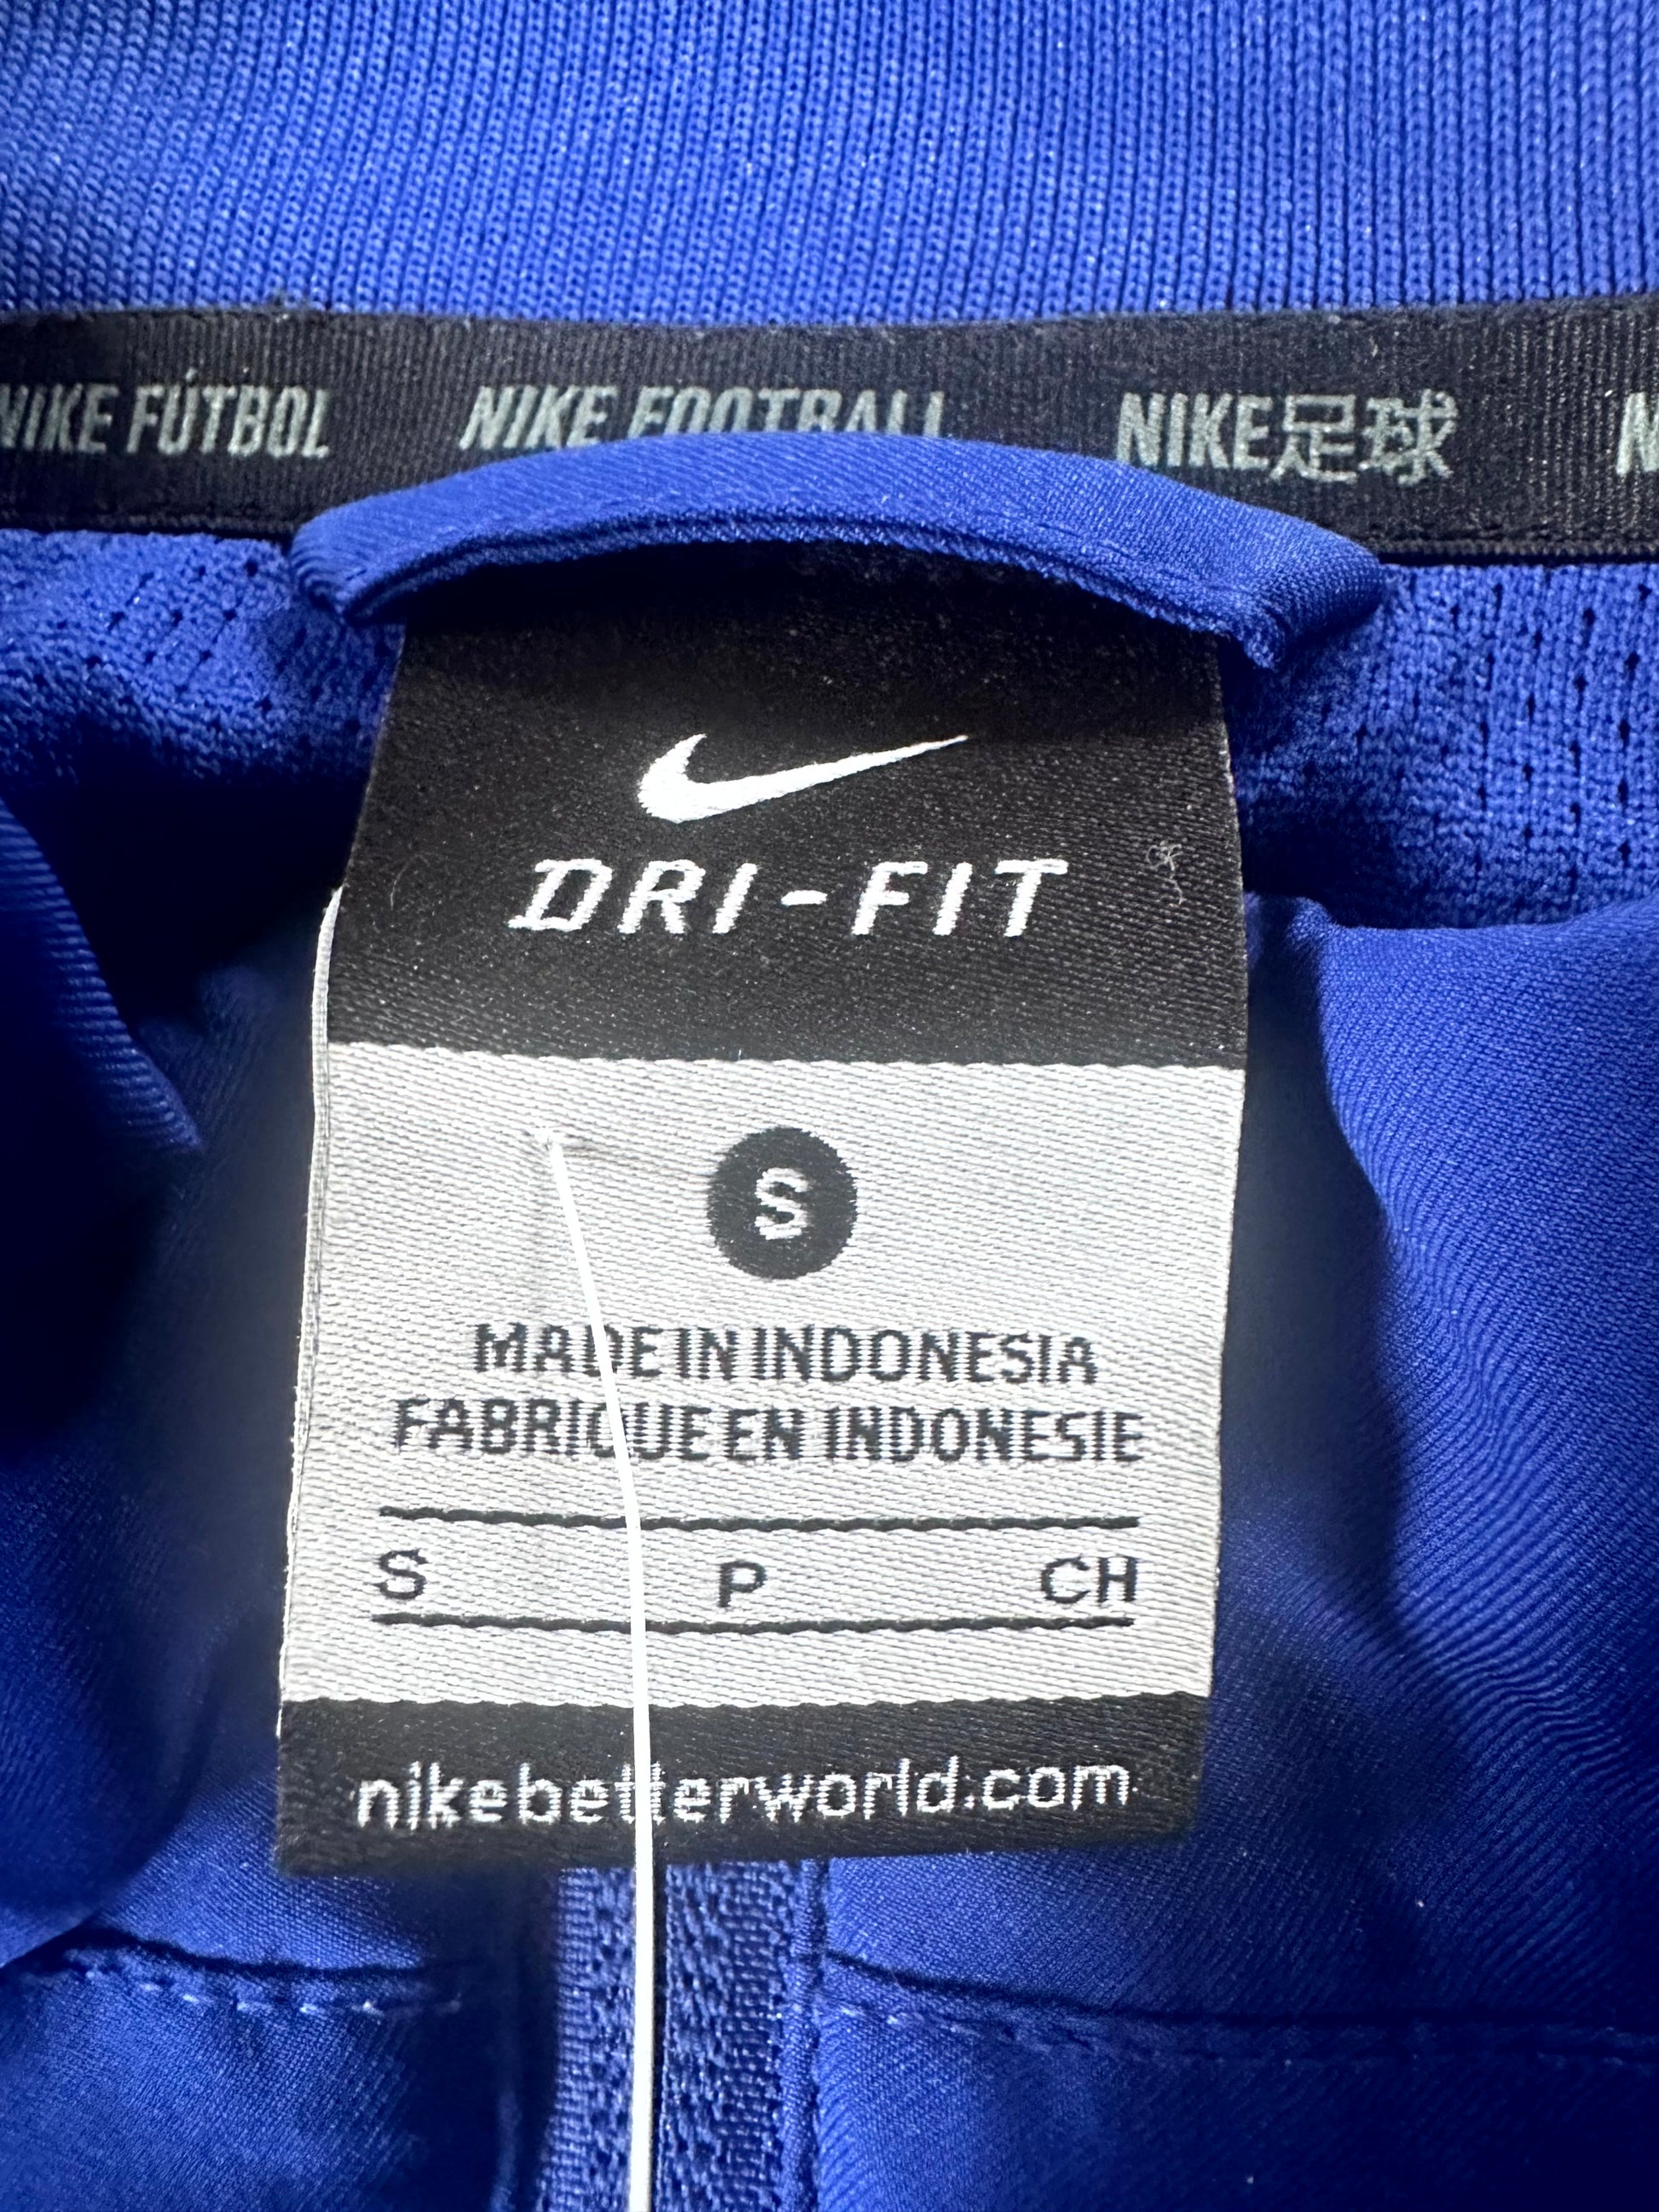 NIKE FÚTBOL NIKE FOOTBALL NIKE足球
DRI-FIT
S
MADE IN INDONESIA
FABRIQUE EN INDONESIE
S P CH
nikebetterworld.com